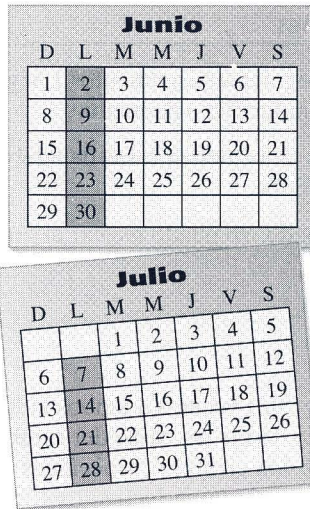 Junio
D L M M J V S
1 2 3 4 5 6 7
8 9 10 11 12 13 14
15 16 17 18 19 20 21
22 23 24 25 26 27 28
29 30
Julio
D L M M J V S
1 2 3 4 5
6 7 8 9 10 11 12
13 14 15 16 17 18 19
20 21 22 23 24 25 26
27 28 29 30 31